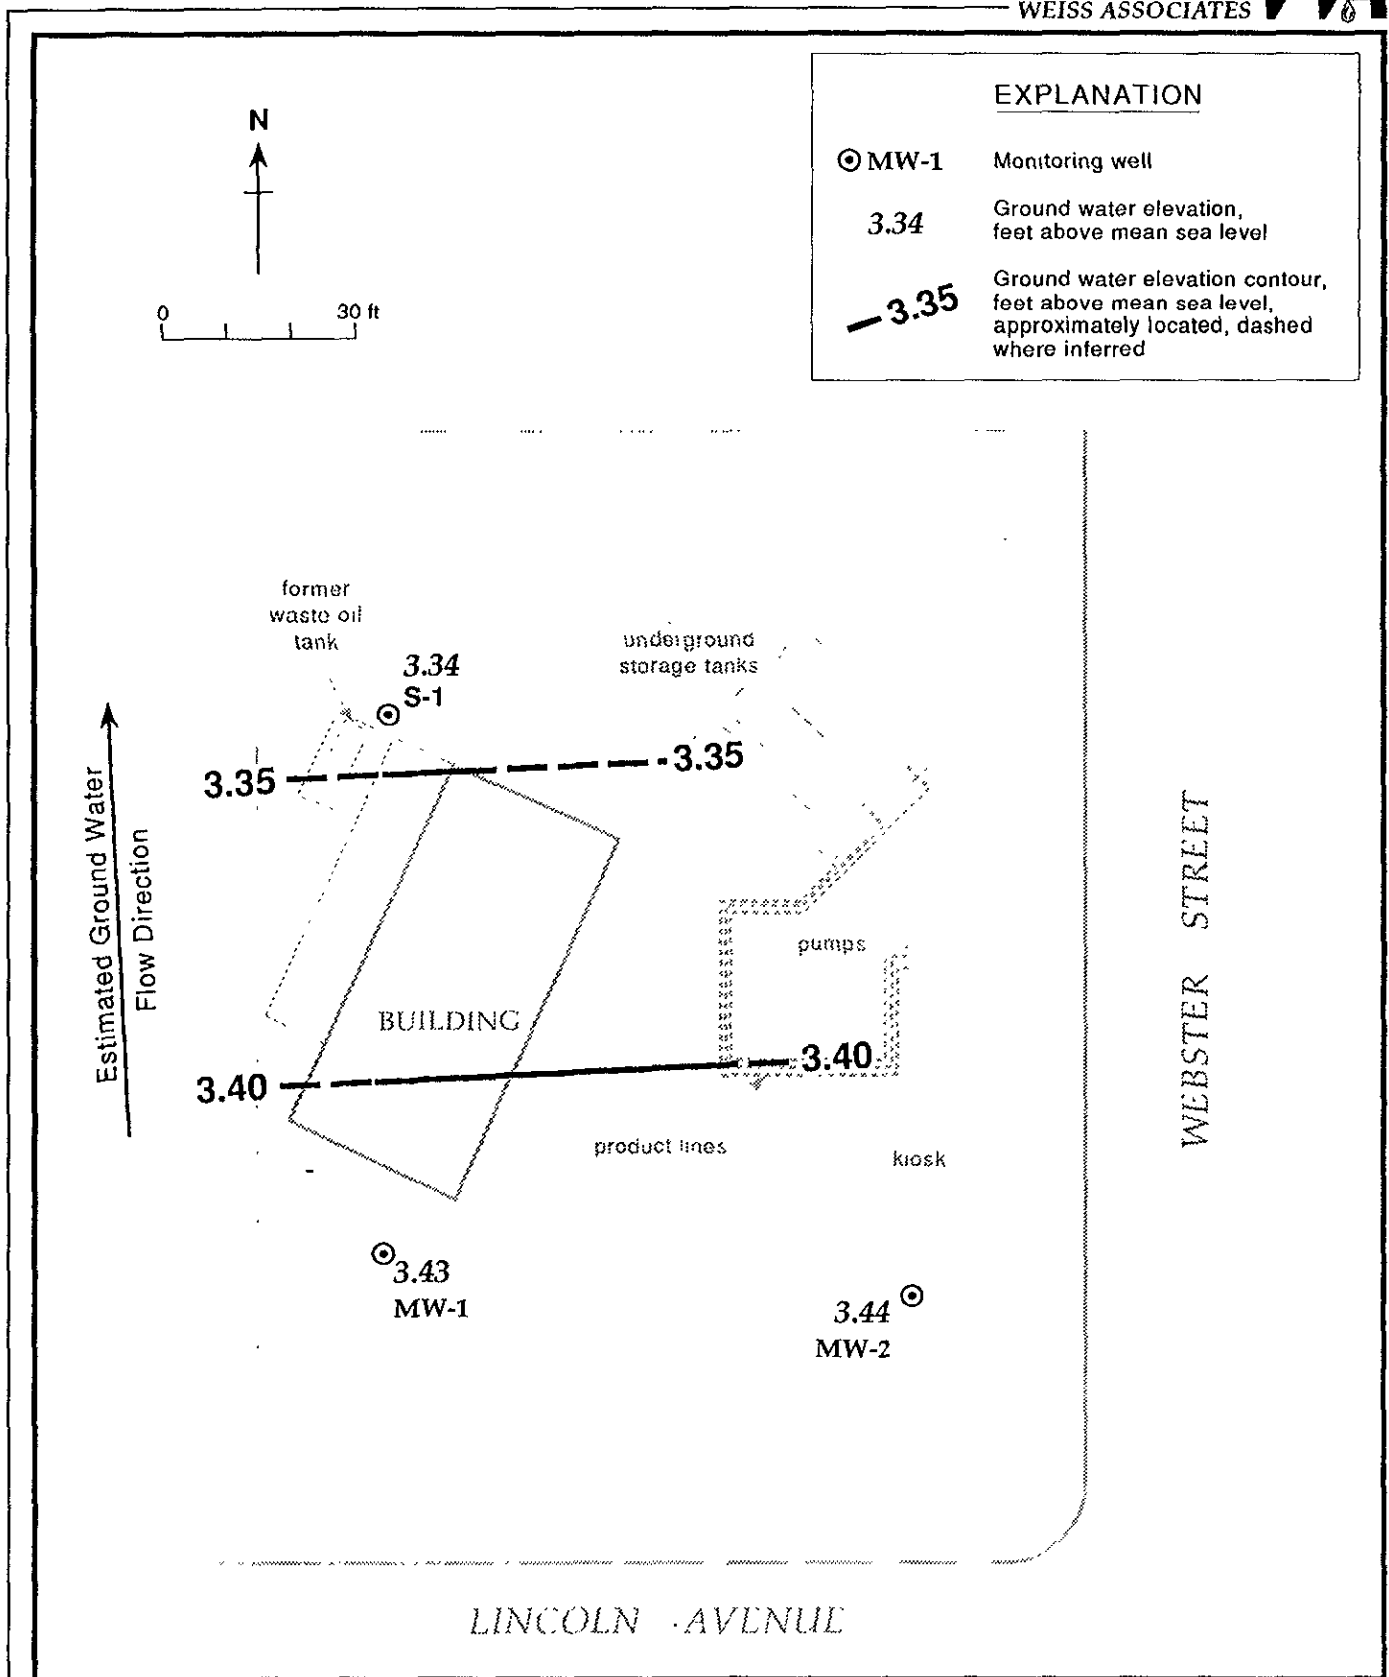 WEISS ASSOCIATES
EXPLANATION
MW-1 Monitoring well
3.34 Ground water elevation,
feet above mean sea level
3.35 Ground water elevation contour,
feet above mean sea level,
approximately located, dashed
where inferred
N
0 30 ft
former
waste oil
tank
3.34
S-1
underground
storage tanks
3.35 3.35
Estimated Ground Water
Flow Direction
pumps
BUILDING
3.40 3.40
product lines
kiosk
WEBSTER STREET
3.43
MW-1
3.44
MW-2
LINCOLN AVENUE